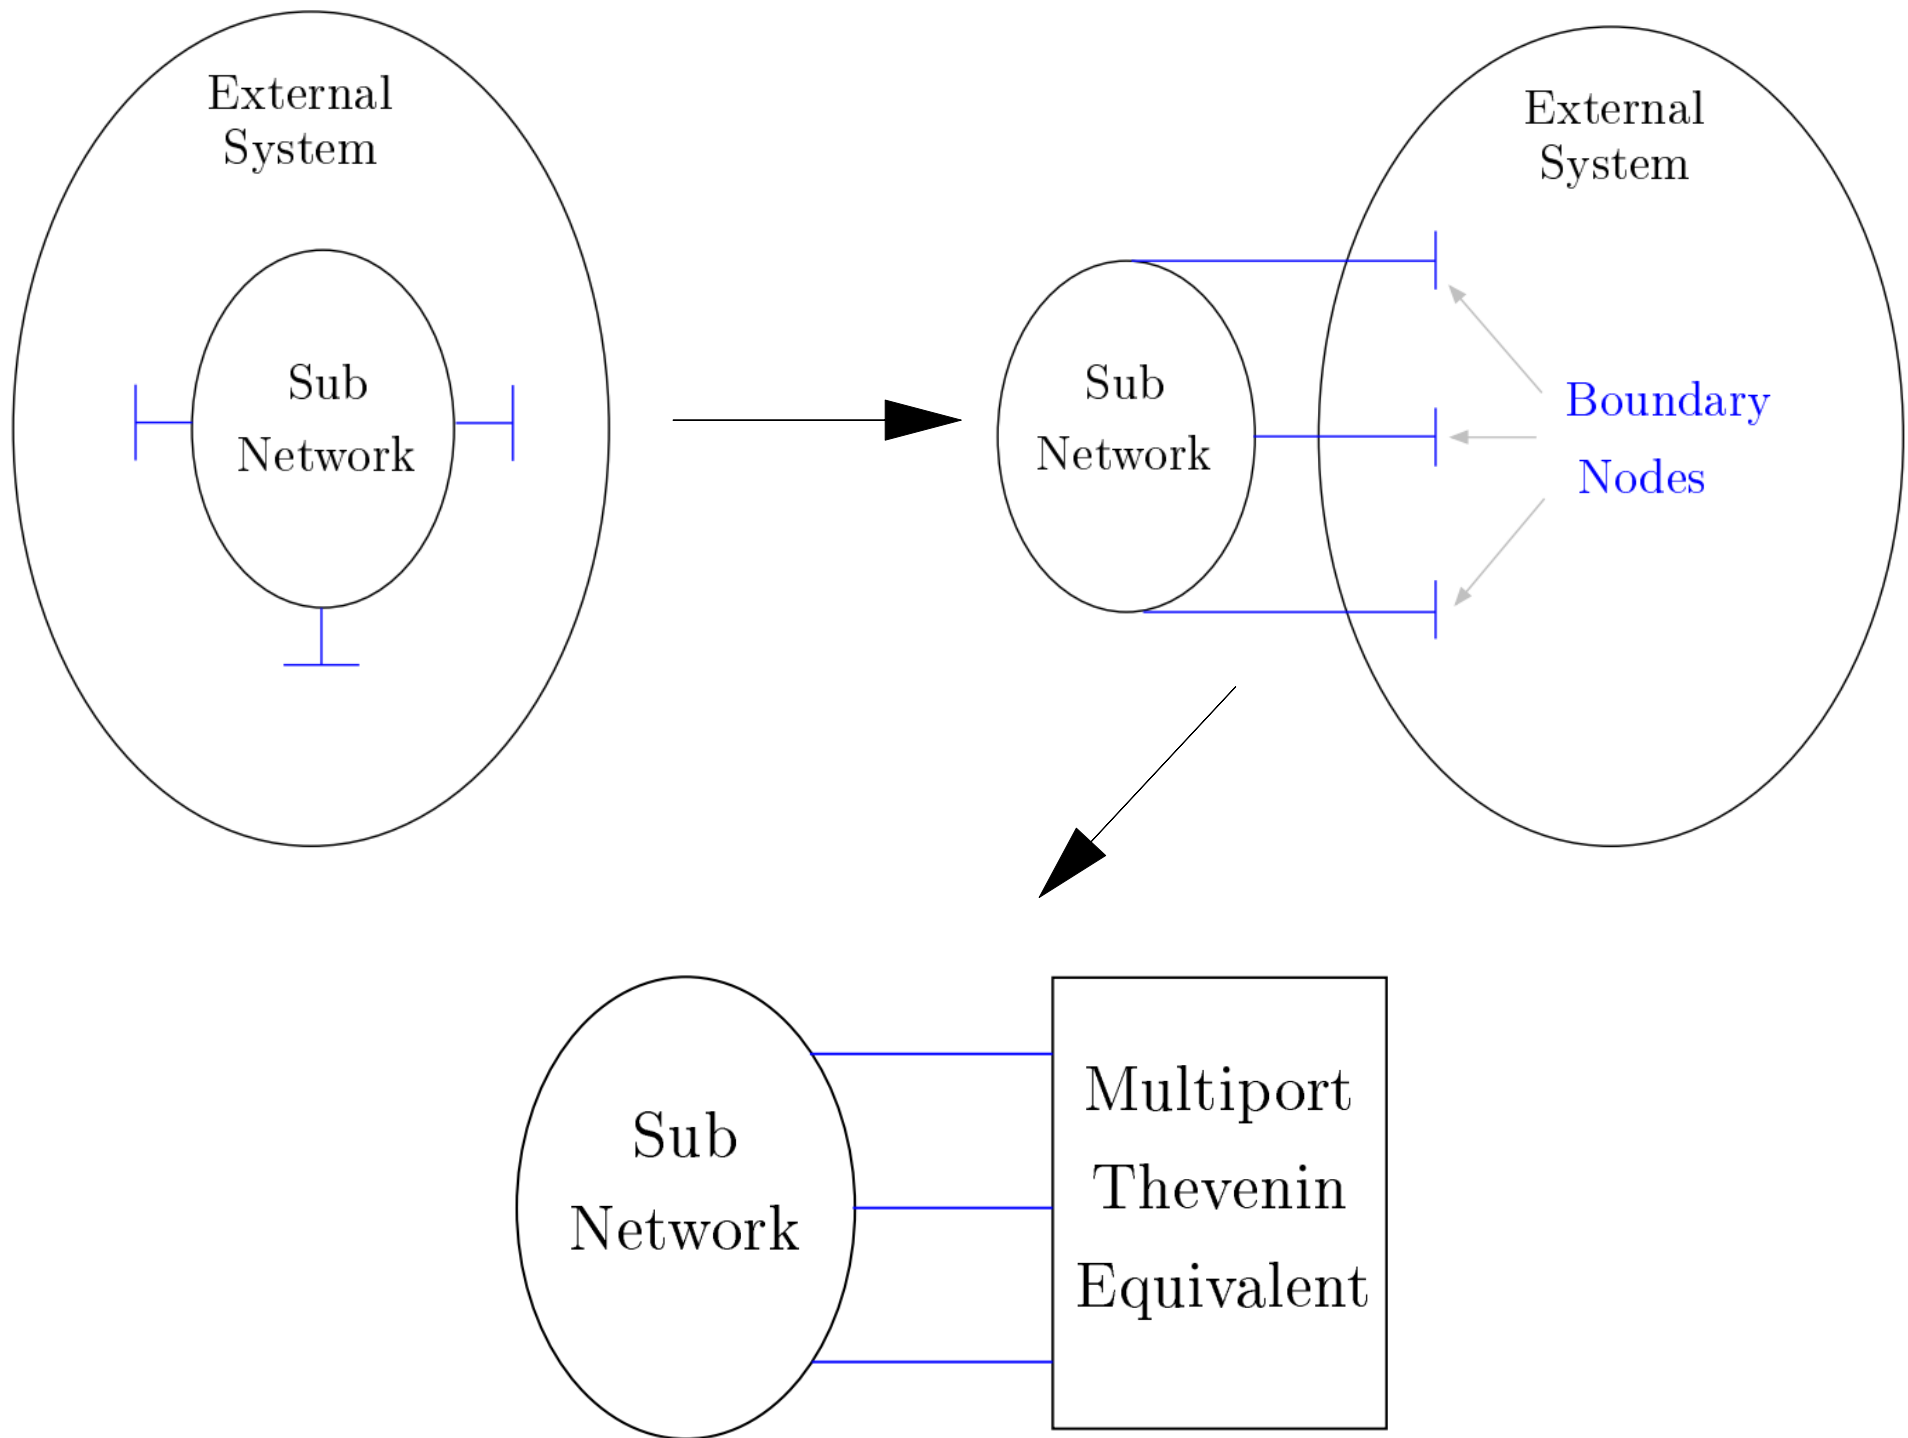 External
System
Sub
Network
External
System
Sub
Network
Boundary
Nodes
Sub
Network
Multiport
Thevenin
Equivalent